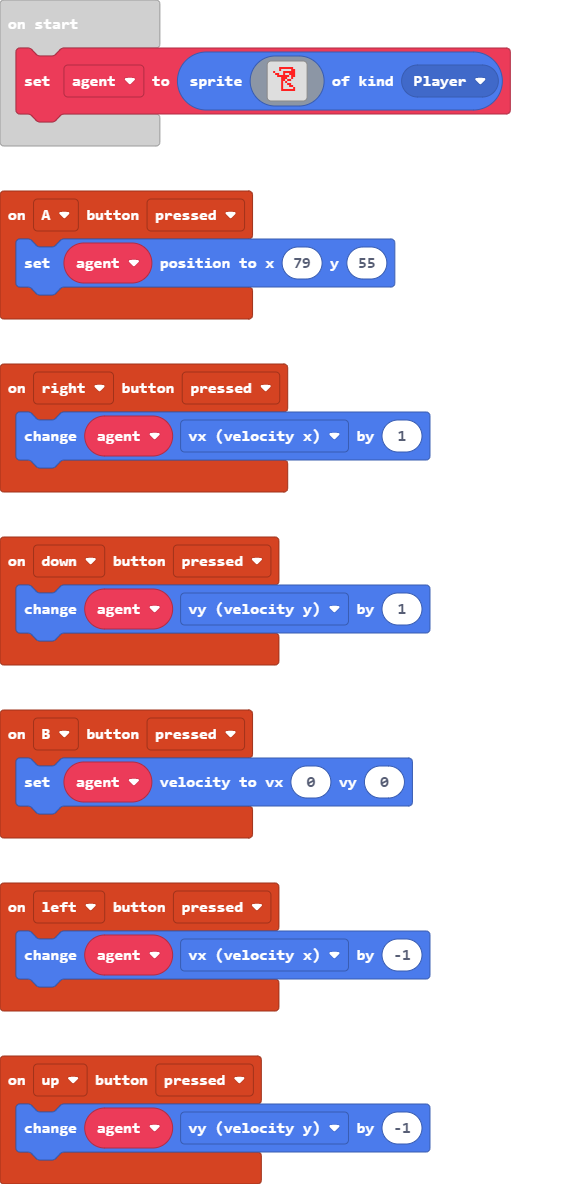 on start
set agent to sprite of kind Player
on A button pressed
set agent position to x 79 y 55
on right button pressed
change agent vx (velocity x) by 1
on down button pressed
change agent vy (velocity y) by 1
on B button pressed
set agent velocity to vx 0 vy 0
on left button pressed
change agent vx (velocity x) by -1
on up button pressed
change agent vy (velocity y) by -1